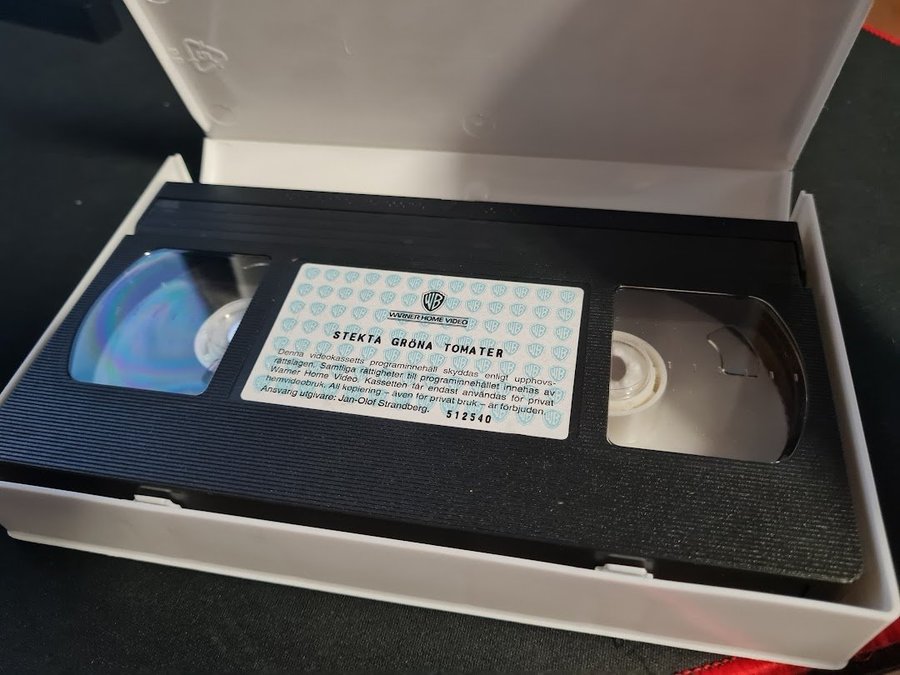 WB
WARNER HOME VIDEO
STEKTA GRÖNA TOMATER
Denna videokassetts programinnehåll skyddas enligt upphovs-
rättslagen. Samtliga rättigheter till programinnehållet innehas av
Warner Home Video. Kassetten får endast användas för privat
hemvideobruk. All kopiering – även för privat bruk – är förbjuden.
Ansvarig utgivare: Jan-Olof Strandberg. 512540